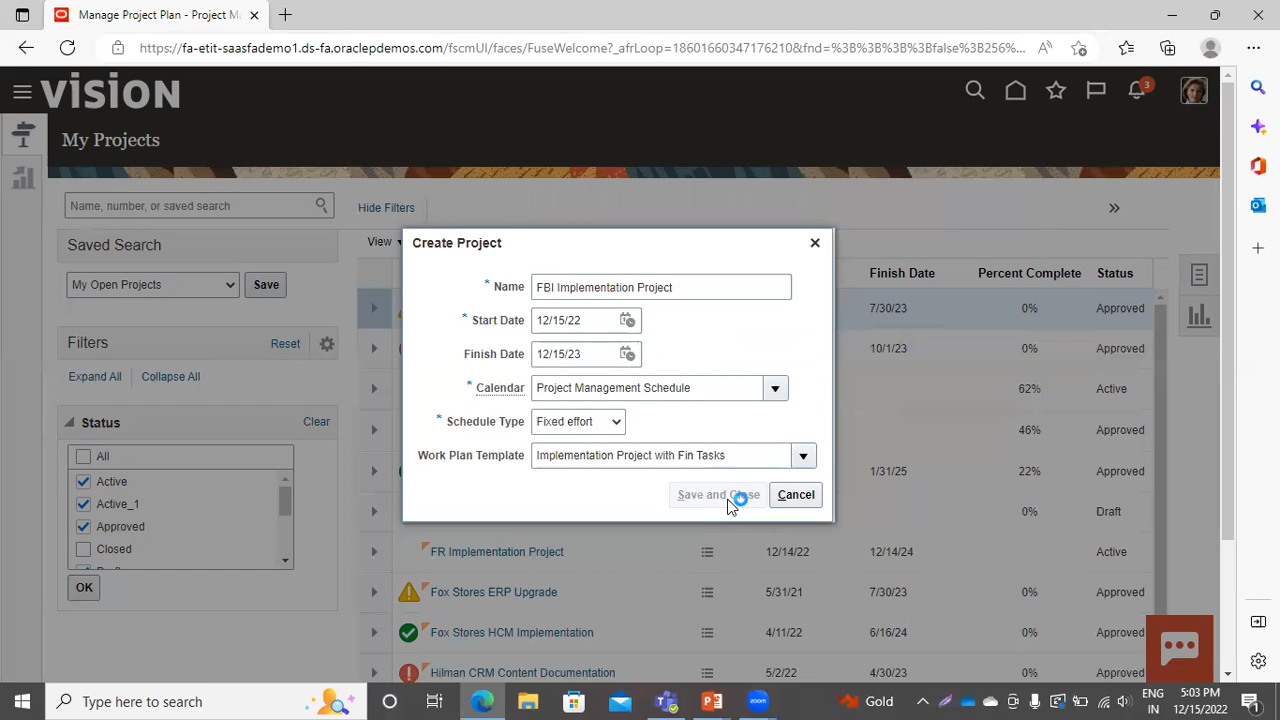 Manage Project Plan - Project M
https://fa-etit-saasfademo1.ds-fa.oraclepdemos.com/fscmUI/faces/FuseWelcome?_afrLoop=18601660347176210&fnd=%3B%3B%3B%3Bfalse%3B256%...
VISION
3
My Projects
Name, number, or saved search
Hide Filters
Saved Search
View
Finish Date Percent Complete Status
My Open Projects Save
Filters Reset
Expand All Collapse All
Status Clear
All
Active
Active_1
Approved
Closed
OK
Create Project
* Name FBI Implementation Project
* Start Date 12/15/22
Finish Date 12/15/23
* Calendar Project Management Schedule
* Schedule Type Fixed effort
Work Plan Template Implementation Project with Fin Tasks
Save and Close Cancel
7/30/23 0% Approved
10/1/23 0% Approved
62% Active
46% Approved
1/31/25 22% Approved
0% Draft
FR Implementation Project 12/14/22 12/14/24 0% Active
Fox Stores ERP Upgrade 5/31/21 7/30/23 0% Approved
Fox Stores HCM Implementation 4/11/22 6/16/24 0% Approved
Hilman CRM Content Documentation 5/2/22 4/30/23 0% Approved
Type here to search
Gold
ENG
IN
5:03 PM
12/15/2022
1